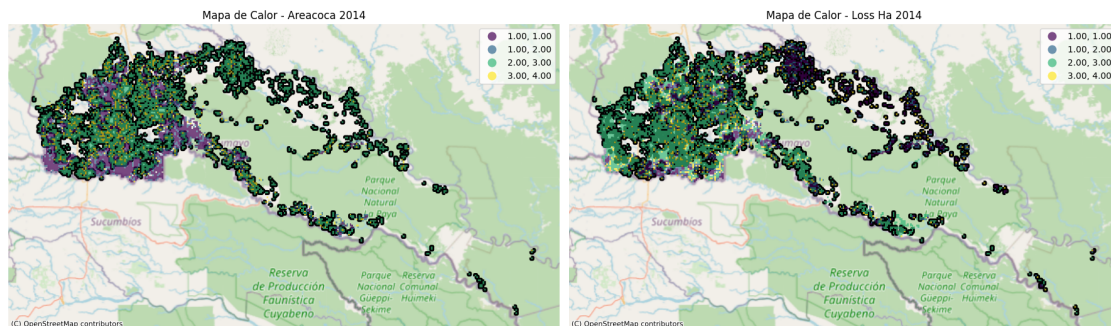 Mapa de Calor - Areacoca 2014
1.00, 1.00
1.00, 2.00
2.00, 3.00
3.00, 4.00
Sucumbíos
Parque
Nacional
Natural
La Paya
Reserva
de Producción
Faunística
Cuyabeno
Parque
Nacional
Gueppí-
Sekime
Reserva
Comunal
Huimeki
(C) OpenStreetMap contributors
Mapa de Calor - Loss Ha 2014
1.00, 1.00
1.00, 2.00
2.00, 3.00
3.00, 4.00
Sucumbíos
Parque
Nacional
Natural
La Paya
Reserva
de Producción
Faunística
Cuyabeno
Parque
Nacional
Gueppí-
Sekime
Reserva
Comunal
Huimeki
(C) OpenStreetMap contributors